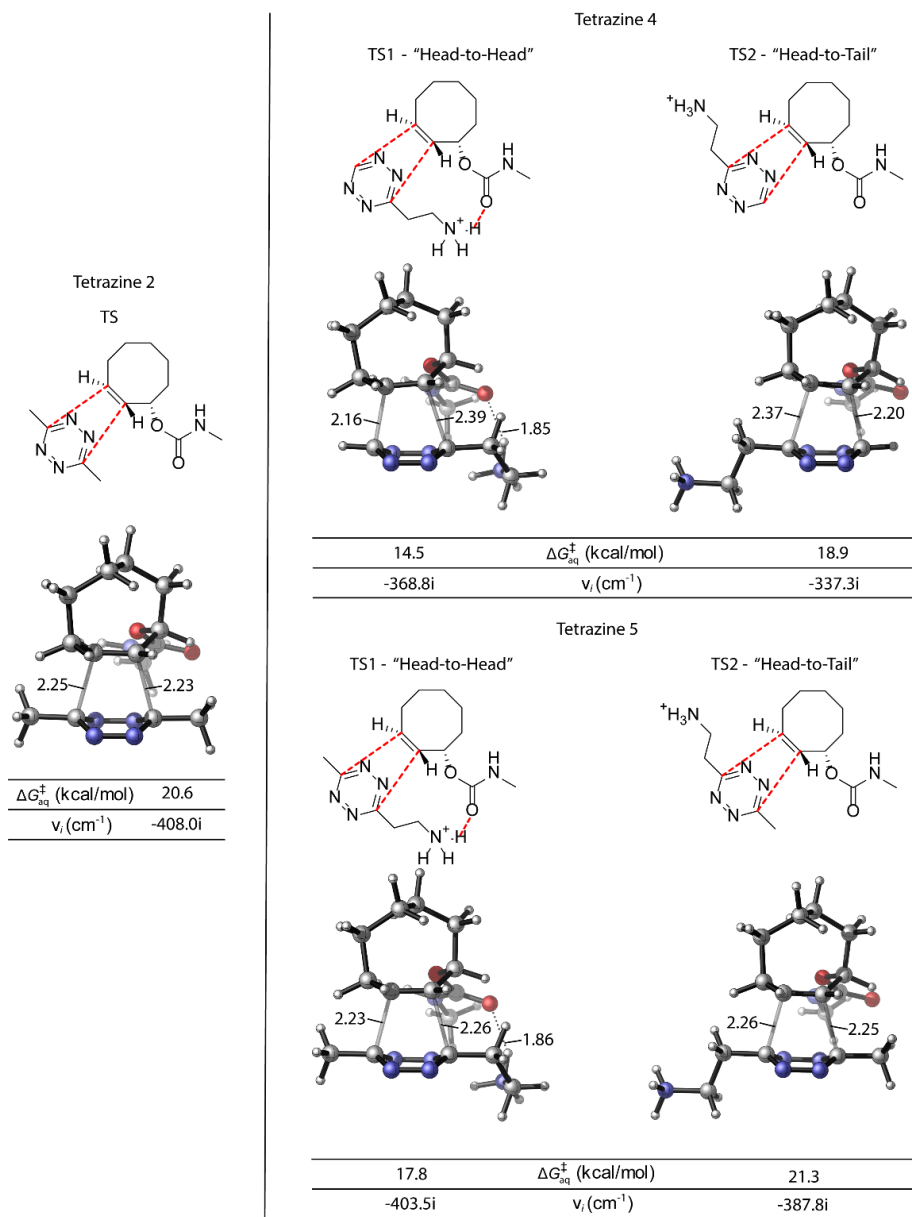 Tetrazine 4
TS1 - “Head-to-Head”
TS2 - “Head-to-Tail”
H
H
O
N
H
O
N
N
N
N
N+
H
H
H
+H3N
H
H
O
N
H
O
N
N
N
N
2.16
2.39
1.85
2.37
2.20
14.5 ΔG‡aq (kcal/mol) 18.9
-368.8i νi (cm-1) -337.3i
Tetrazine 2
TS
H
H
O
N
H
O
N
N
N
N
2.25
2.23
ΔG‡aq (kcal/mol) 20.6
νi (cm-1) -408.0i
Tetrazine 5
TS1 - “Head-to-Head”
TS2 - “Head-to-Tail”
H
H
O
N
H
O
N
N
N
N
N+
H
H
H
+H3N
H
H
O
N
H
O
N
N
N
N
2.23
2.26
1.86
2.26
2.25
17.8 ΔG‡aq (kcal/mol) 21.3
-403.5i νi (cm-1) -387.8i